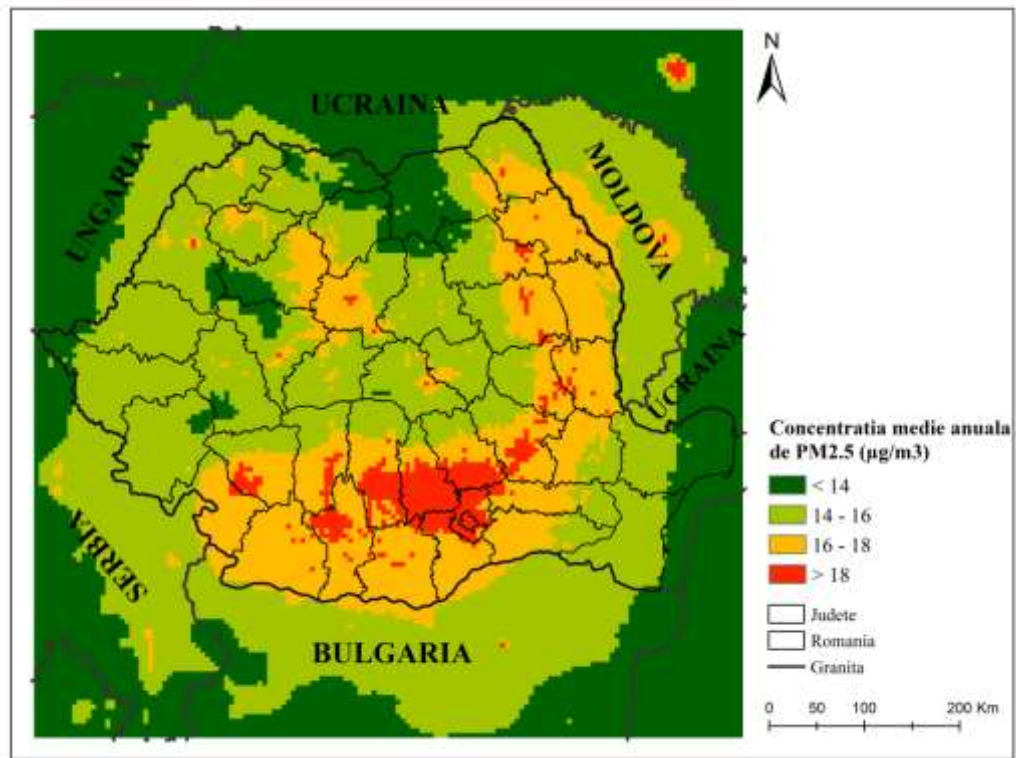 N
UCRAINA
UNGARIA
MOLDOVA
UCRAINA
SERBIA
BULGARIA
Concentratia medie anuala
de PM2.5 (µg/m3)
< 14
14 - 16
16 - 18
> 18
Judete
Romania
Granita
0 50 100 200 Km